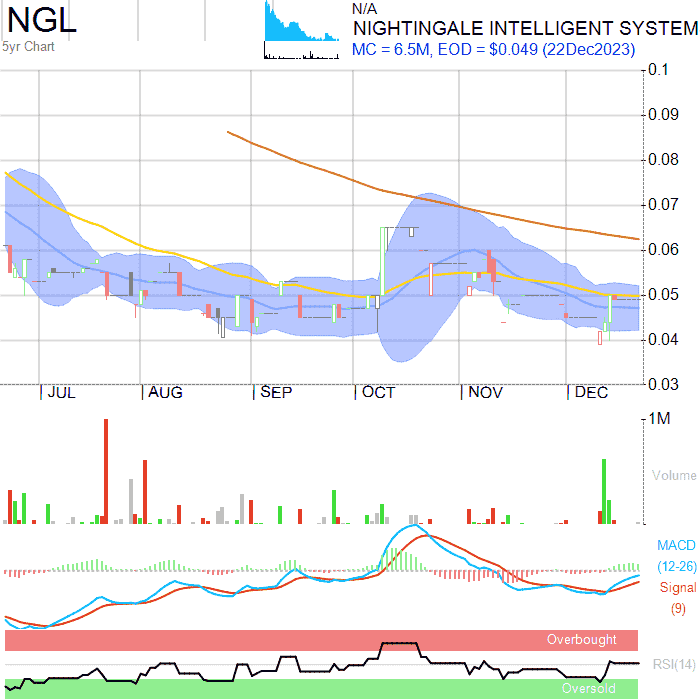 NGL
5yr Chart
N/A
NIGHTINGALE INTELLIGENT SYSTEM
MC = 6.5M, EOD = $0.049 (22Dec2023)
0.1
0.09
0.08
0.07
0.06
0.05
0.04
0.03
JUL AUG SEP OCT NOV DEC
1M
Volume
MACD
(12-26)
Signal
(9)
Overbought
RSI(14)
Oversold